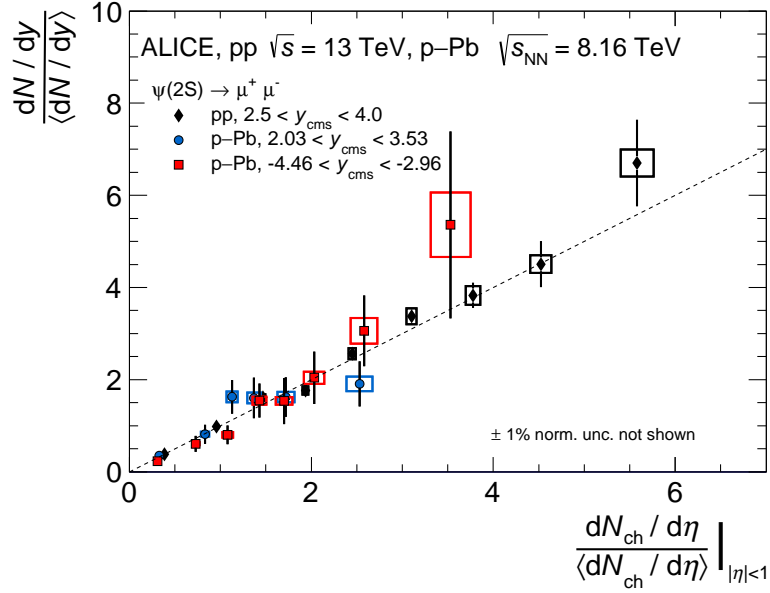 10
8
6
4
2
0
dN / dy
⟨dN / dy⟩
ALICE, pp √s = 13 TeV, p−Pb √sNN = 8.16 TeV
ψ(2S) → μ+ μ-
pp, 2.5 < ycms < 4.0
p−Pb, 2.03 < ycms < 3.53
p−Pb, -4.46 < ycms < -2.96
± 1% norm. unc. not shown
0 2 4 6
dNch / dη
⟨dNch / dη⟩ |η|<1